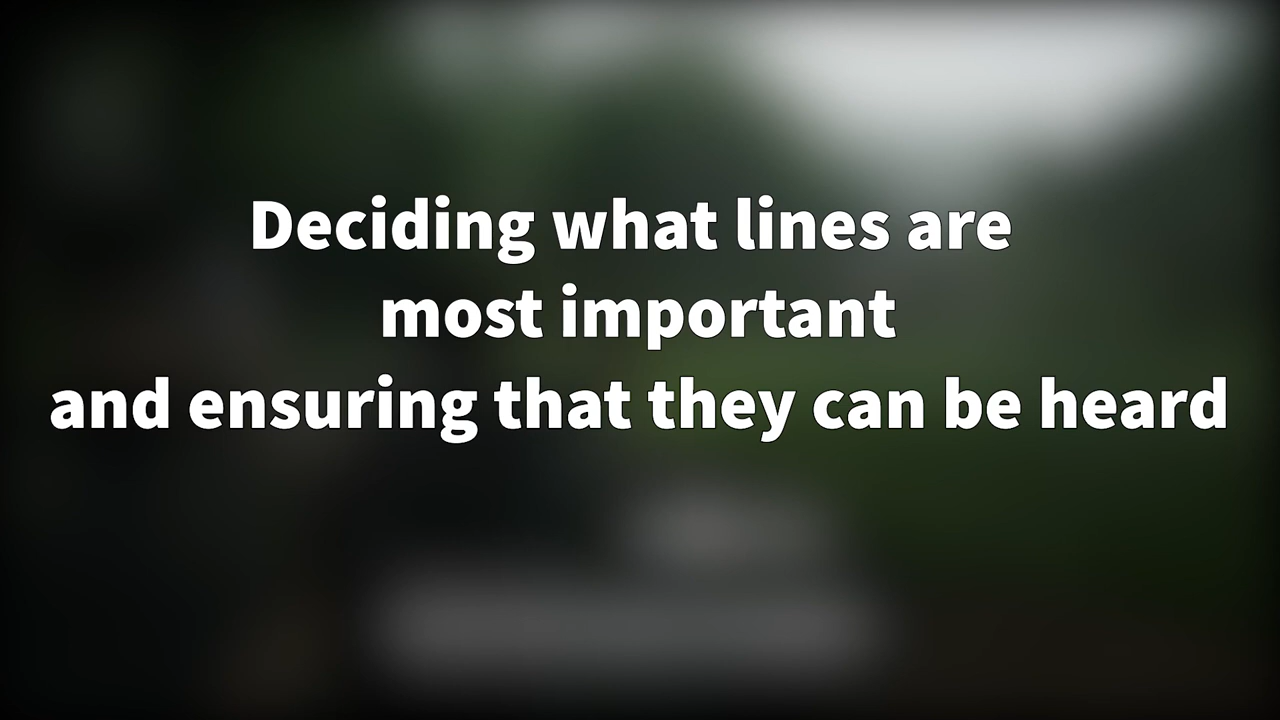 Deciding what lines are
most important
and ensuring that they can be heard